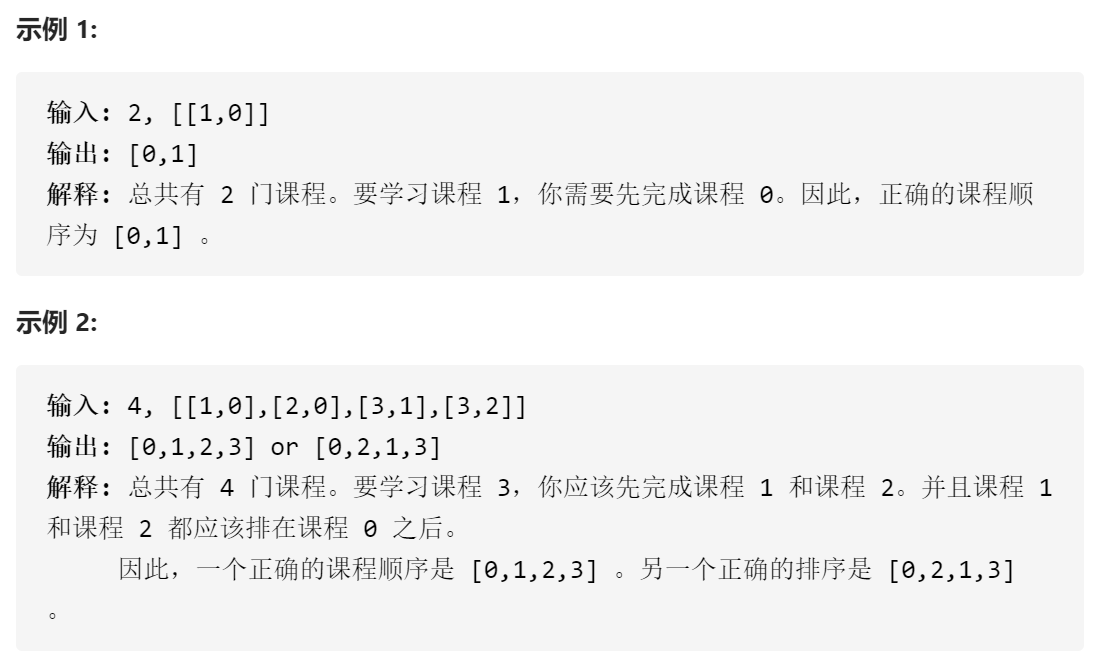 示例 1:
输入: 2, [[1,0]]
输出: [0,1]
解释: 总共有 2 门课程。要学习课程 1，你需要先完成课程 0。因此，正确的课程顺
序为 [0,1] 。
示例 2:
输入: 4, [[1,0],[2,0],[3,1],[3,2]]
输出: [0,1,2,3] or [0,2,1,3]
解释: 总共有 4 门课程。要学习课程 3，你应该先完成课程 1 和课程 2。并且课程 1
和课程 2 都应该排在课程 0 之后。
因此，一个正确的课程顺序是 [0,1,2,3] 。另一个正确的排序是 [0,2,1,3]
。